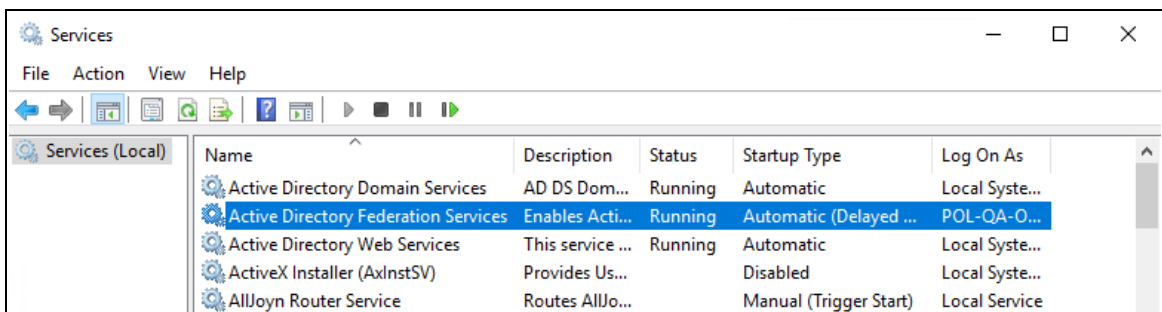 Services
File Action View Help
Services (Local)
Name Description Status Startup Type Log On As
Active Directory Domain Services AD DS Dom... Running Automatic Local Syste...
Active Directory Federation Services Enables Acti... Running Automatic (Delayed ... POL-QA-O...
Active Directory Web Services This service ... Running Automatic Local Syste...
ActiveX Installer (AxInstSV) Provides Us... Disabled Local Syste...
AllJoyn Router Service Routes AllJo... Manual (Trigger Start) Local Service